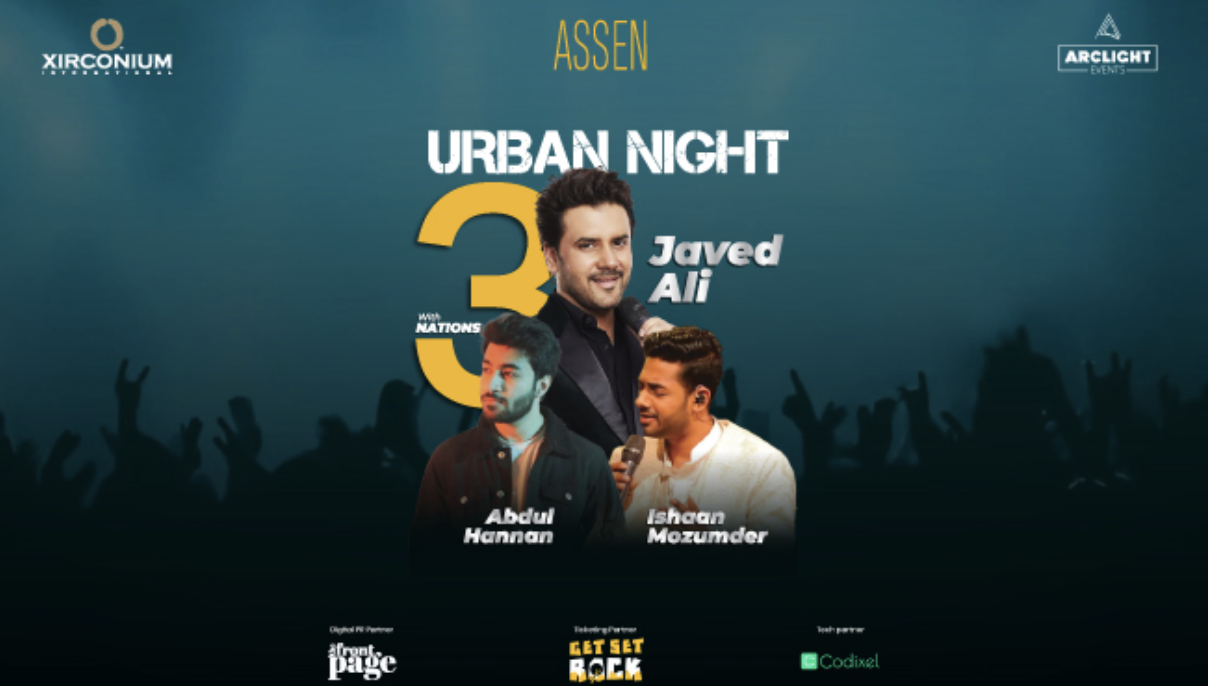 XIRCONIUM
INTERNATIONAL
ASSEN
ARCLIGHT
EVENTS
URBAN NIGHT
3
With
NATIONS
Javed
Ali
Abdul
Hannan
Ishaan
Mozumder
Digital PR Partner
the front
page
Ticketing Partner
GET SET
ROCK
Tech partner
Codixel